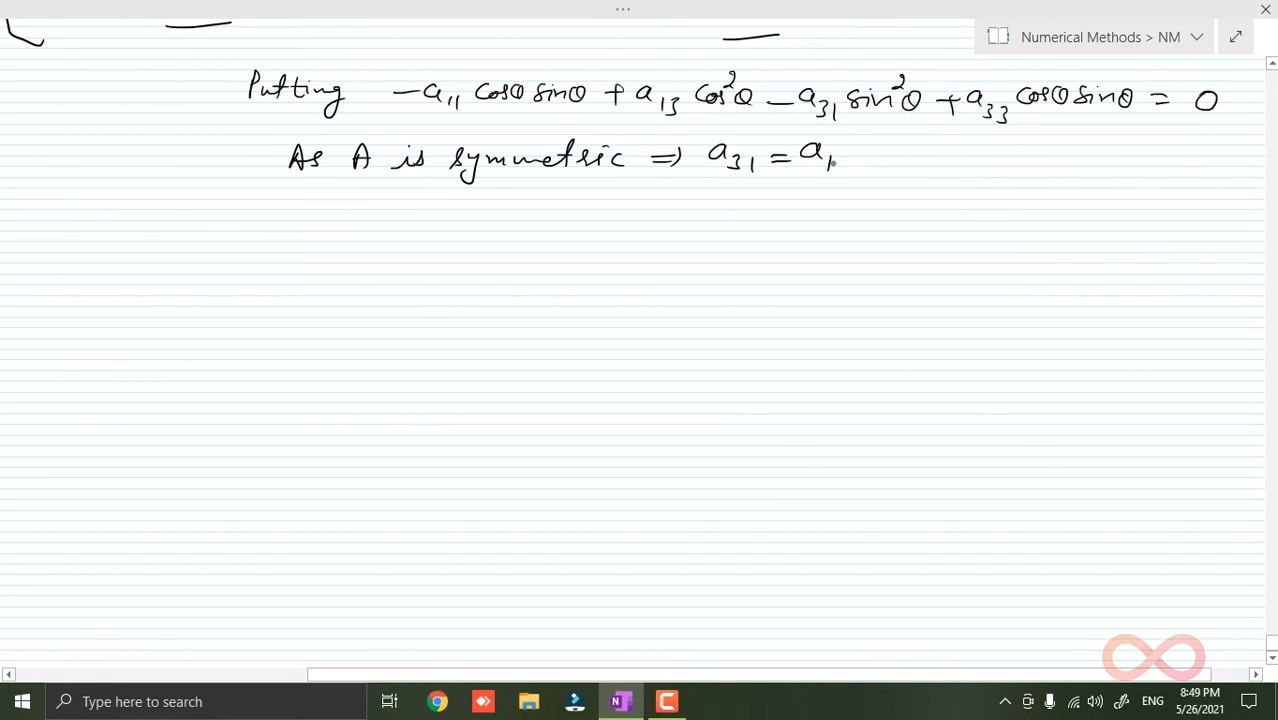 Numerical Methods > NM
Putting -a₁₁ cosθ sinθ + a₁₃ cos²θ - a₃₁ sin²θ + a₃₃ cosθ sinθ = 0
As A is symmetric ⇒ a₃₁ = a₁
Type here to search
ENG
8:49 PM
5/26/2021